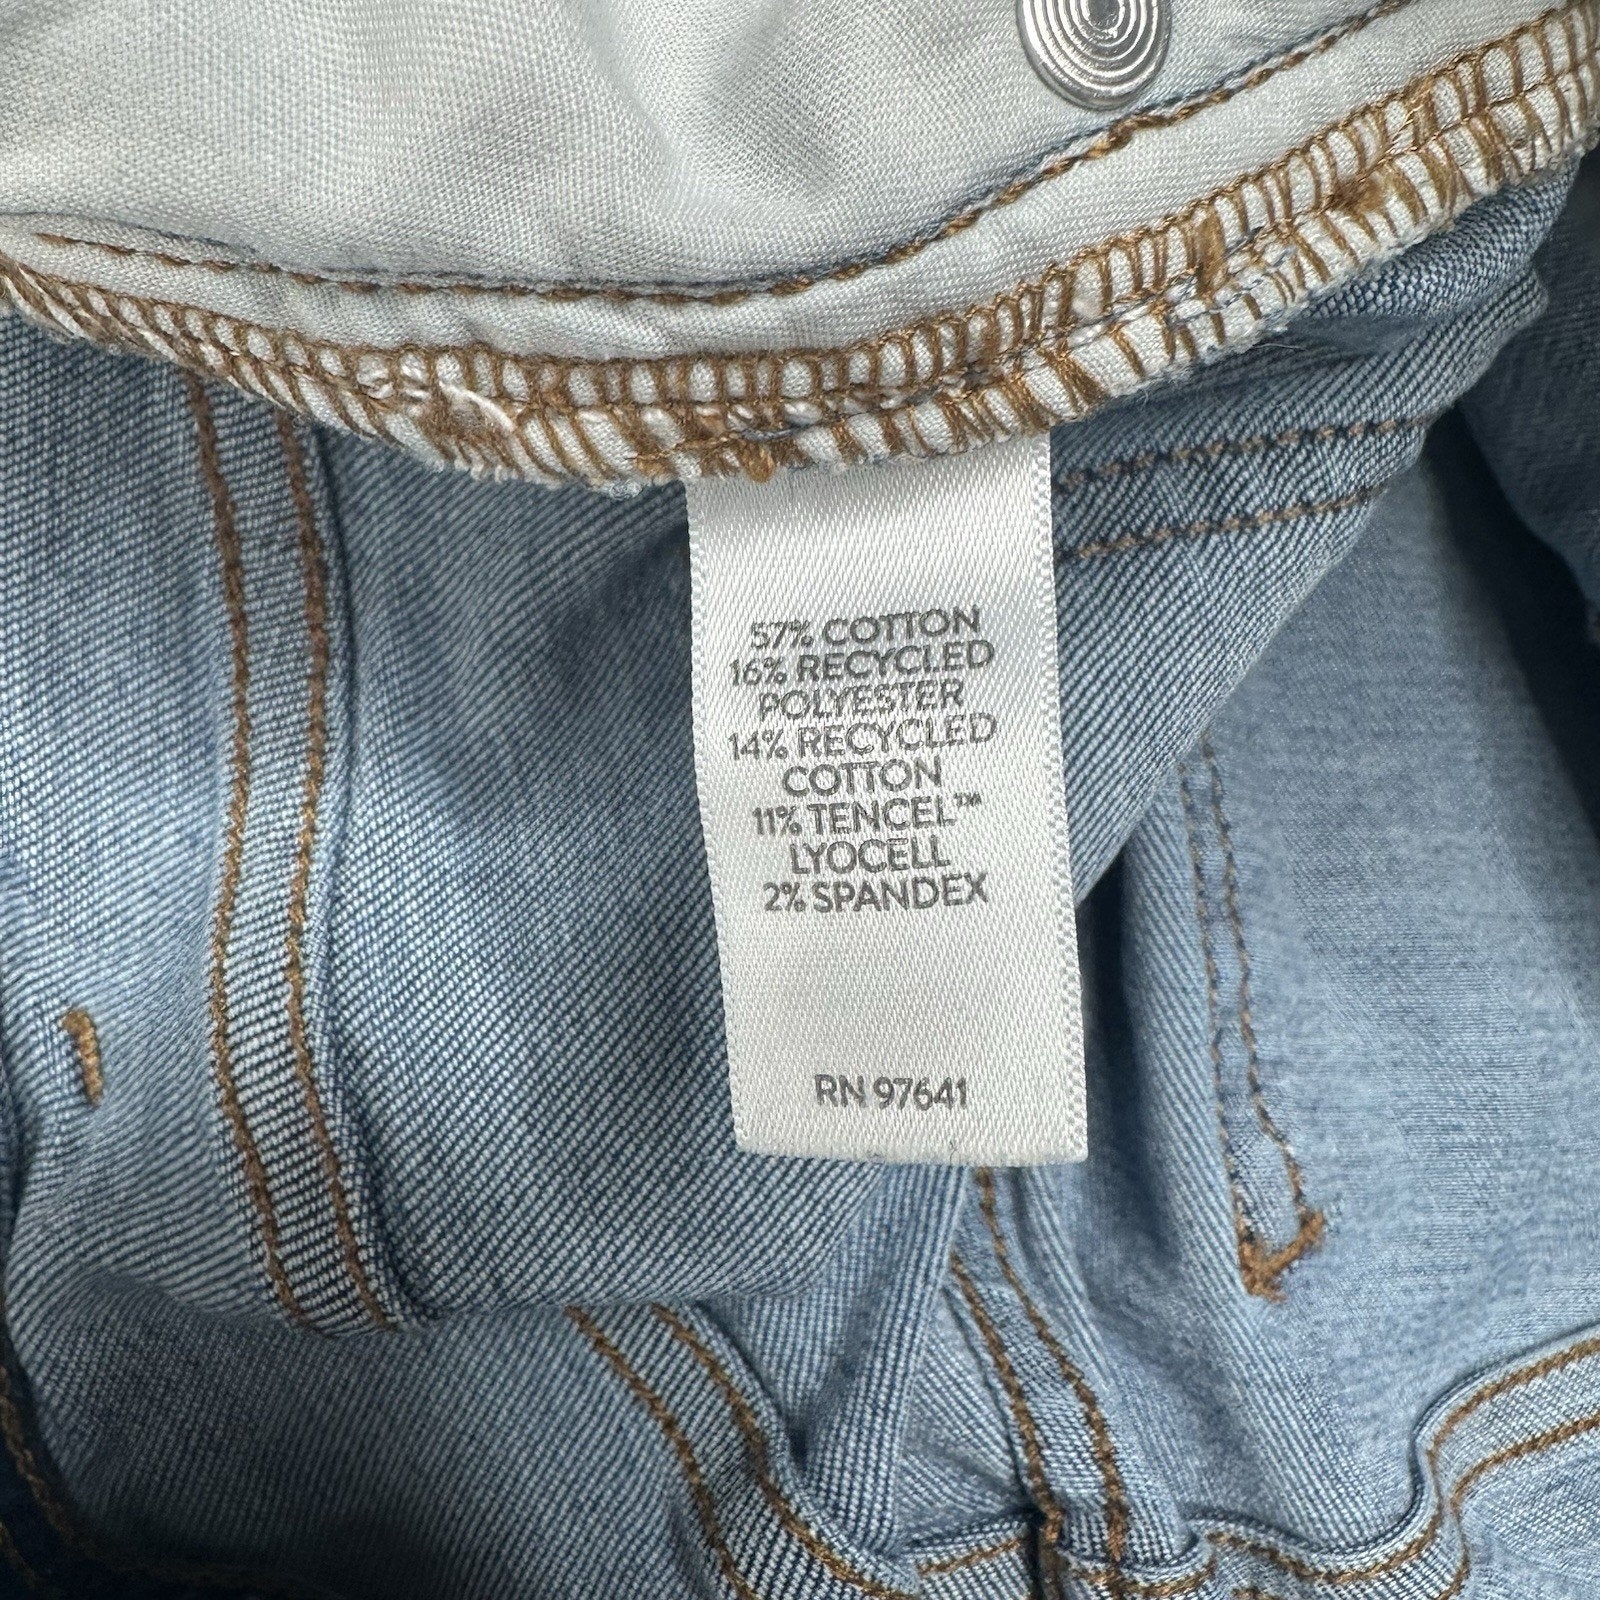 57% COTTON
16% RECYCLED
POLYESTER
14% RECYCLED
COTTON
11% TENCEL™
LYOCELL
2% SPANDEX
RN 97641